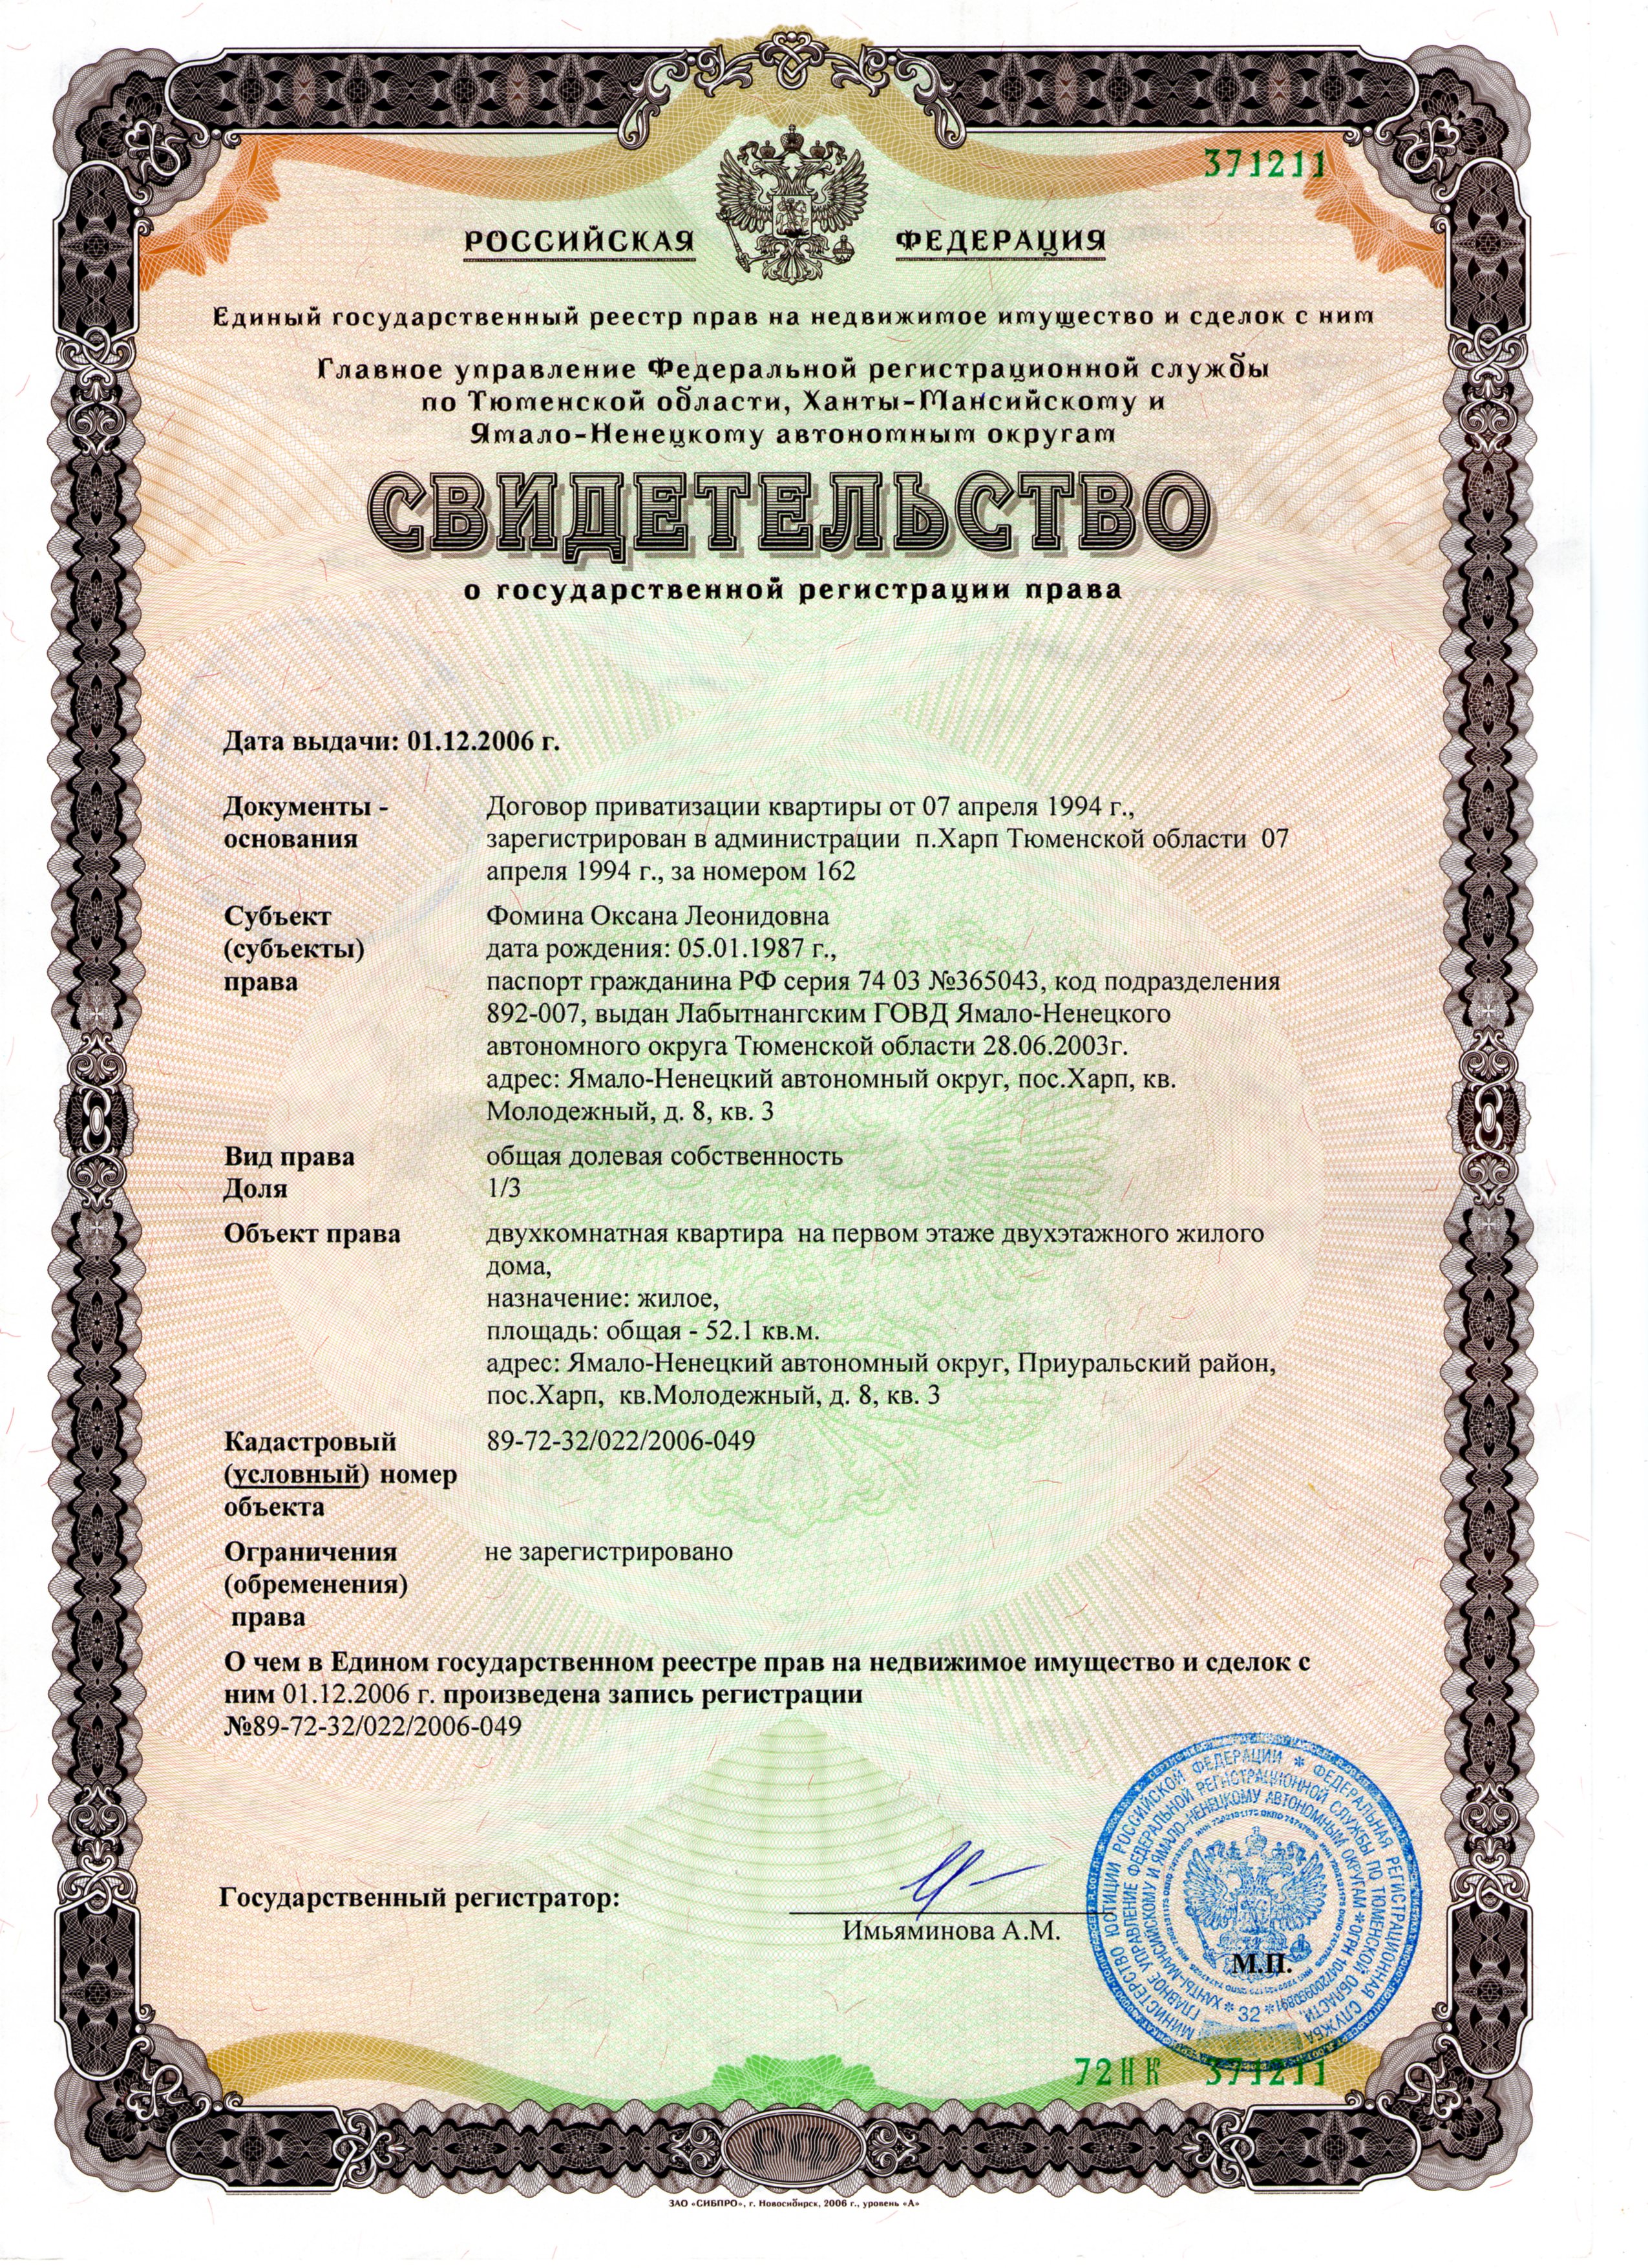 371211
РОССИЙСКАЯ ФЕДЕРАЦИЯ
Единый государственный реестр прав на недвижимое имущество и сделок с ним
Главное управление Федеральной регистрационной службы
по Тюменской области, Ханты-Мансийскому и
Ямало-Ненецкому автономным округам
СВИДЕТЕЛЬСТВО
о государственной регистрации права
Дата выдачи: 01.12.2006 г.
Документы - Договор приватизации квартиры от 07 апреля 1994 г.,
основания зарегистрирован в администрации п.Харп Тюменской области 07
апреля 1994 г., за номером 162
Субъект Фомина Оксана Леонидовна
(субъекты) дата рождения: 05.01.1987 г.,
права паспорт гражданина РФ серия 74 03 №365043, код подразделения
892-007, выдан Лабытнангским ГОВД Ямало-Ненецкого
автономного округа Тюменской области 28.06.2003г.
адрес: Ямало-Ненецкий автономный округ, пос.Харп, кв.
Молодежный, д. 8, кв. 3
Вид права общая долевая собственность
Доля 1/3
Объект права двухкомнатная квартира на первом этаже двухэтажного жилого
дома,
назначение: жилое,
площадь: общая - 52.1 кв.м.
адрес: Ямало-Ненецкий автономный округ, Приуральский район,
пос.Харп, кв.Молодежный, д. 8, кв. 3
Кадастровый 89-72-32/022/2006-049
(условный) номер
объекта
Ограничения не зарегистрировано
(обременения)
права
О чем в Едином государственном реестре прав на недвижимое имущество и сделок с
ним 01.12.2006 г. произведена запись регистрации
№89-72-32/022/2006-049
Государственный регистратор:
Имьяминова А.М.
М.П.
МИНИСТЕРСТВО ЮСТИЦИИ РОССИЙСКОЙ ФЕДЕРАЦИИ * ФЕДЕРАЛЬНАЯ РЕГИСТРАЦИОННАЯ СЛУЖБА
ГЛАВНОЕ УПРАВЛЕНИЕ ФЕДЕРАЛЬНОЙ РЕГИСТРАЦИОННОЙ СЛУЖБЫ ПО ТЮМЕНСКОЙ ОБЛАСТИ,
ХАНТЫ-МАНСИЙСКОМУ И ЯМАЛО-НЕНЕЦКОМУ АВТОНОМНЫМ ОКРУГАМ
* 32 *
72 НК 371211
ЗАО «СИБПРО», г. Новосибирск, 2006 г., уровень «А»